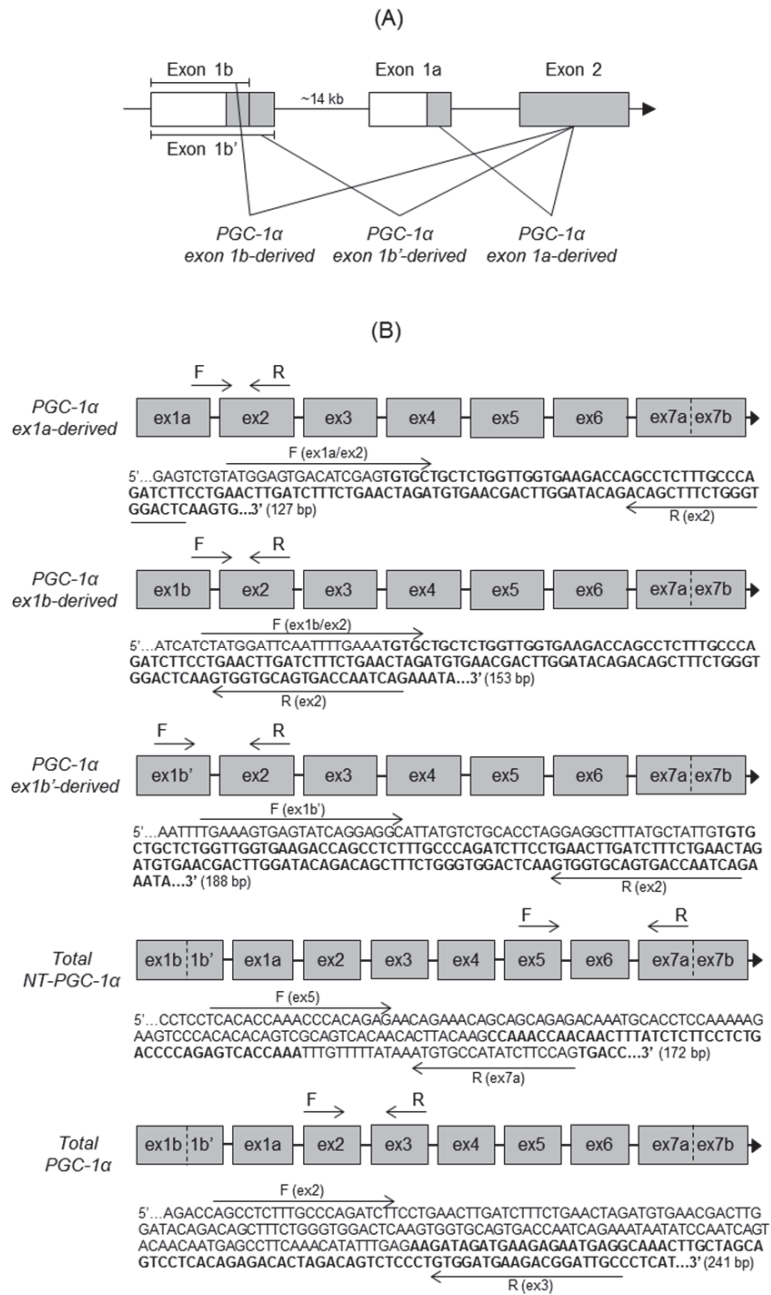 (A)
Exon 1b Exon 1a Exon 2
~14 kb
Exon 1b'
PGC-1α PGC-1α PGC-1α
exon 1b-derived exon 1b'-derived exon 1a-derived
(B)
F R
PGC-1α
ex1a-derived
ex1a ex2 ex3 ex4 ex5 ex6 ex7a ex7b
F (ex1a/ex2)
5'...GAGTCTGTATGGAGTGACATCGAGTGTGCTGCTCTGGTTGGTGAAGACCAGCCTCTTTGCCCA
GATCTTCCTGAACTTGATCTTTCTGAACTAGATGTGAACGACTTGGATACAGACAGCTTTCTGGGT
GGACTCAAGTG...3' (127 bp)
R (ex2)
F R
PGC-1α
ex1b-derived
ex1b ex2 ex3 ex4 ex5 ex6 ex7a ex7b
F (ex1b/ex2)
5'...ATCATCTATGGATTCAATTTTGAAATGTGCTGCTCTGGTTGGTGAAGACCAGCCTCTTTGCCCA
GATCTTCCTGAACTTGATCTTTCTGAACTAGATGTGAACGACTTGGATACAGACAGCTTTCTGGGT
GGACTCAAGTGGTGCAGTGACCAATCAGAAATA...3' (153 bp)
R (ex2)
F R
PGC-1α
ex1b'-derived
ex1b' ex2 ex3 ex4 ex5 ex6 ex7a ex7b
F (ex1b')
5'...AATTTTGAAAGTGAGTATCAGGAGGCATTATGTCTGCACCTAGGAGGCTTTATGCTATTGTGTG
CTGCTCTGGTTGGTGAAGACCAGCCTCTTTGCCCAGATCTTCCTGAACTTGATCTTTCTGAACTAG
ATGTGAACGACTTGGATACAGACAGCTTTCTGGGTGGACTCAAGTGGTGCAGTGACCAATCAGA
AATA...3' (188 bp)
R (ex2)
F R
Total
NT-PGC-1α
ex1b 1b' ex1a ex2 ex3 ex4 ex5 ex6 ex7a ex7b
F (ex5)
5'...CCTCCTCACACCAAACCCACAGAGAACAGAAACAGCAGCAGAGACAAATGCACCTCCAAAAAG
AAGTCCCACACACAGTCGCAGTCACAACACTTACAAGCCAAACCAACAACTTTATCTCTTCCTCTG
ACCCCAGAGTCACCAAATTTGTTTTTATAAATGTGCCATATCTTCCAGTGACC...3' (172 bp)
R (ex7a)
F R
Total
PGC-1α
ex1b 1b' ex1a ex2 ex3 ex4 ex5 ex6 ex7a ex7b
F (ex2)
5'...AGACCAGCCTCTTTGCCCAGATCTTCCTGAACTTGATCTTTCTGAACTAGATGTGAACGACTTG
GATACAGACAGCTTTCTGGGTGGACTCAAGTGGTGCAGTGACCAATCAGAAATAATATCCAATCAGT
ACAACAATGAGCCTTCAAACATATTTGAGAAGATAGATGAAGAGAATGAGGCAAACTTGCTAGCA
GTCCTCACAGAGACACTAGACAGTCTCCCTGTGGATGAAGACGGATTGCCCTCAT...3' (241 bp)
R (ex3)